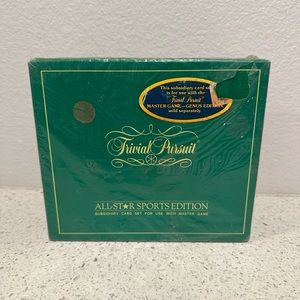 This subsidiary card set
is for use with the
Trivial Pursuit
MASTER GAME—GENUS EDITION
sold separately.
Trivial Pursuit
ALL★STAR SPORTS EDITION
SUBSIDIARY CARD SET FOR USE WITH MASTER GAME